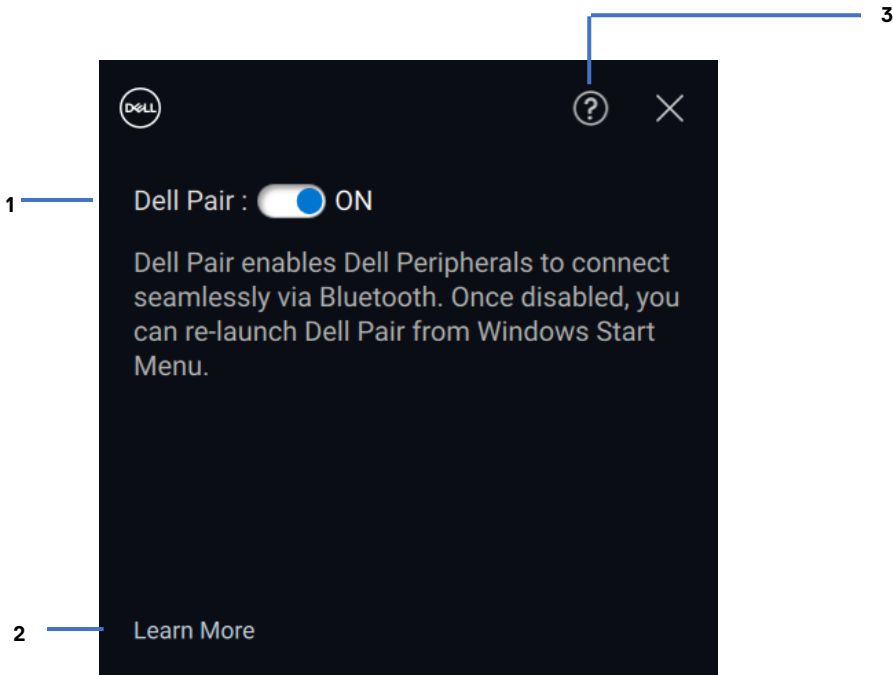 3
DELL
?
1
Dell Pair : ON
Dell Pair enables Dell Peripherals to connect
seamlessly via Bluetooth. Once disabled, you
can re-launch Dell Pair from Windows Start
Menu.
2
Learn More